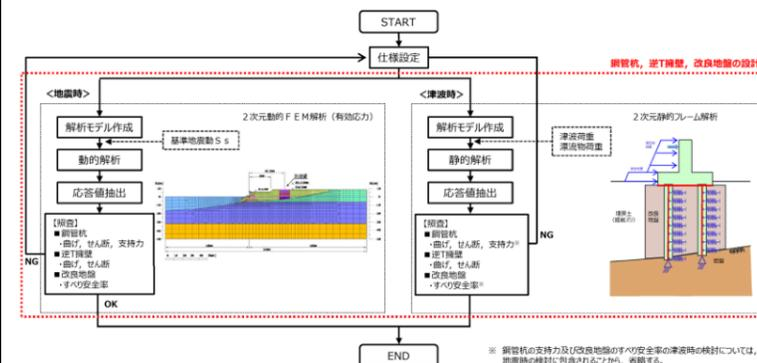 START
仕様設定
鋼管杭，逆T擁壁，改良地盤の設計
<地震時>
２次元動的ＦＥＭ解析（有効応力）
解析モデル作成
基準地震動Ｓｓ
動的解析
応答値抽出
【照査】
■鋼管杭
・曲げ，せん断，支持力
■逆T擁壁
・曲げ，せん断
■改良地盤
・すべり安全率
NG
OK
<津波時>
２次元静的フレーム解析
解析モデル作成
津波荷重
漂流物荷重
静的解析
応答値抽出
【照査】
■鋼管杭
・曲げ，せん断，支持力※
■逆T擁壁
・曲げ，せん断
■改良地盤
・すべり安全率※
NG
改良
地盤
END
※ 鋼管杭の支持力及び改良地盤のすべり安全率の津波時の検討については，
地震時の検討に包含されることから，省略する。